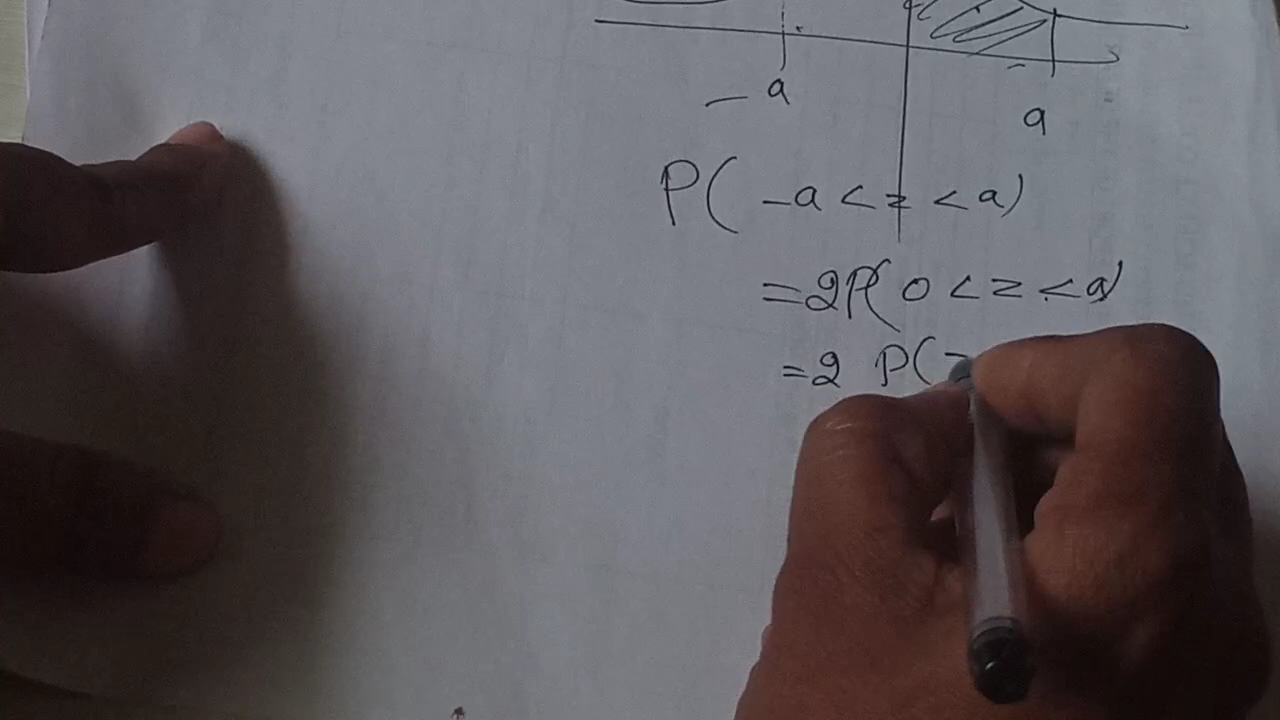 - a
a
P( -a < z < a)
= 2P( 0 < z < a)
= 2 P( z